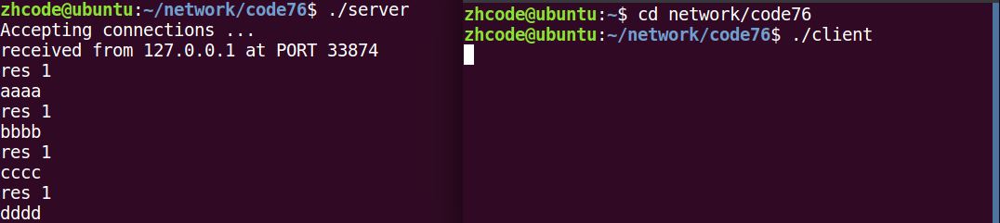 zhcode@ubuntu:~/network/code76$ ./server
Accepting connections ...
received from 127.0.0.1 at PORT 33874
res 1
aaaa
res 1
bbbb
res 1
cccc
res 1
dddd
zhcode@ubuntu:~$ cd network/code76
zhcode@ubuntu:~/network/code76$ ./client